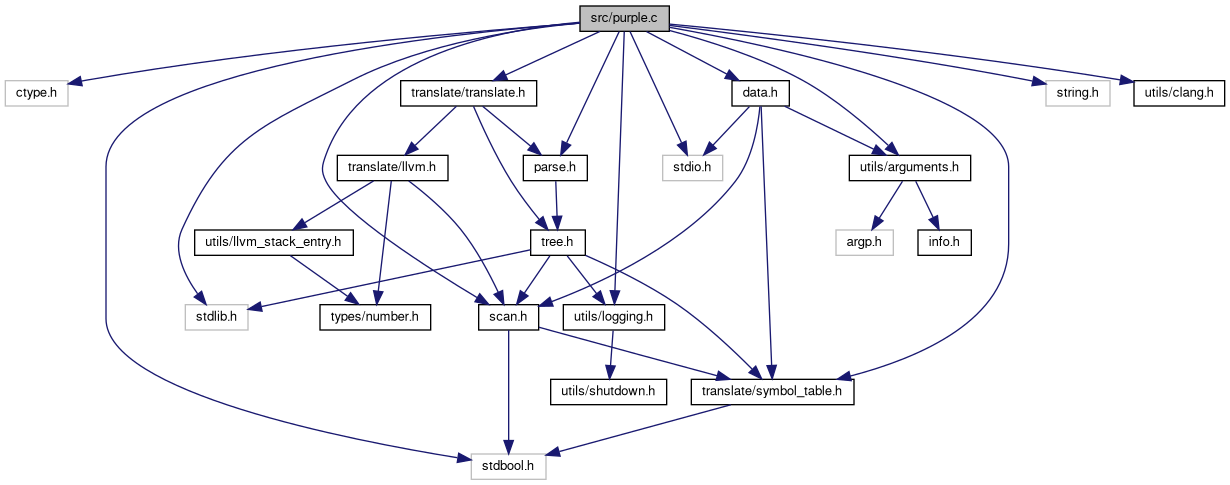 src/purple.c
ctype.h
translate/translate.h
data.h
string.h
utils/clang.h
translate/llvm.h
parse.h
stdio.h
utils/arguments.h
utils/llvm_stack_entry.h
tree.h
argp.h
info.h
stdlib.h
types/number.h
scan.h
utils/logging.h
utils/shutdown.h
translate/symbol_table.h
stdbool.h